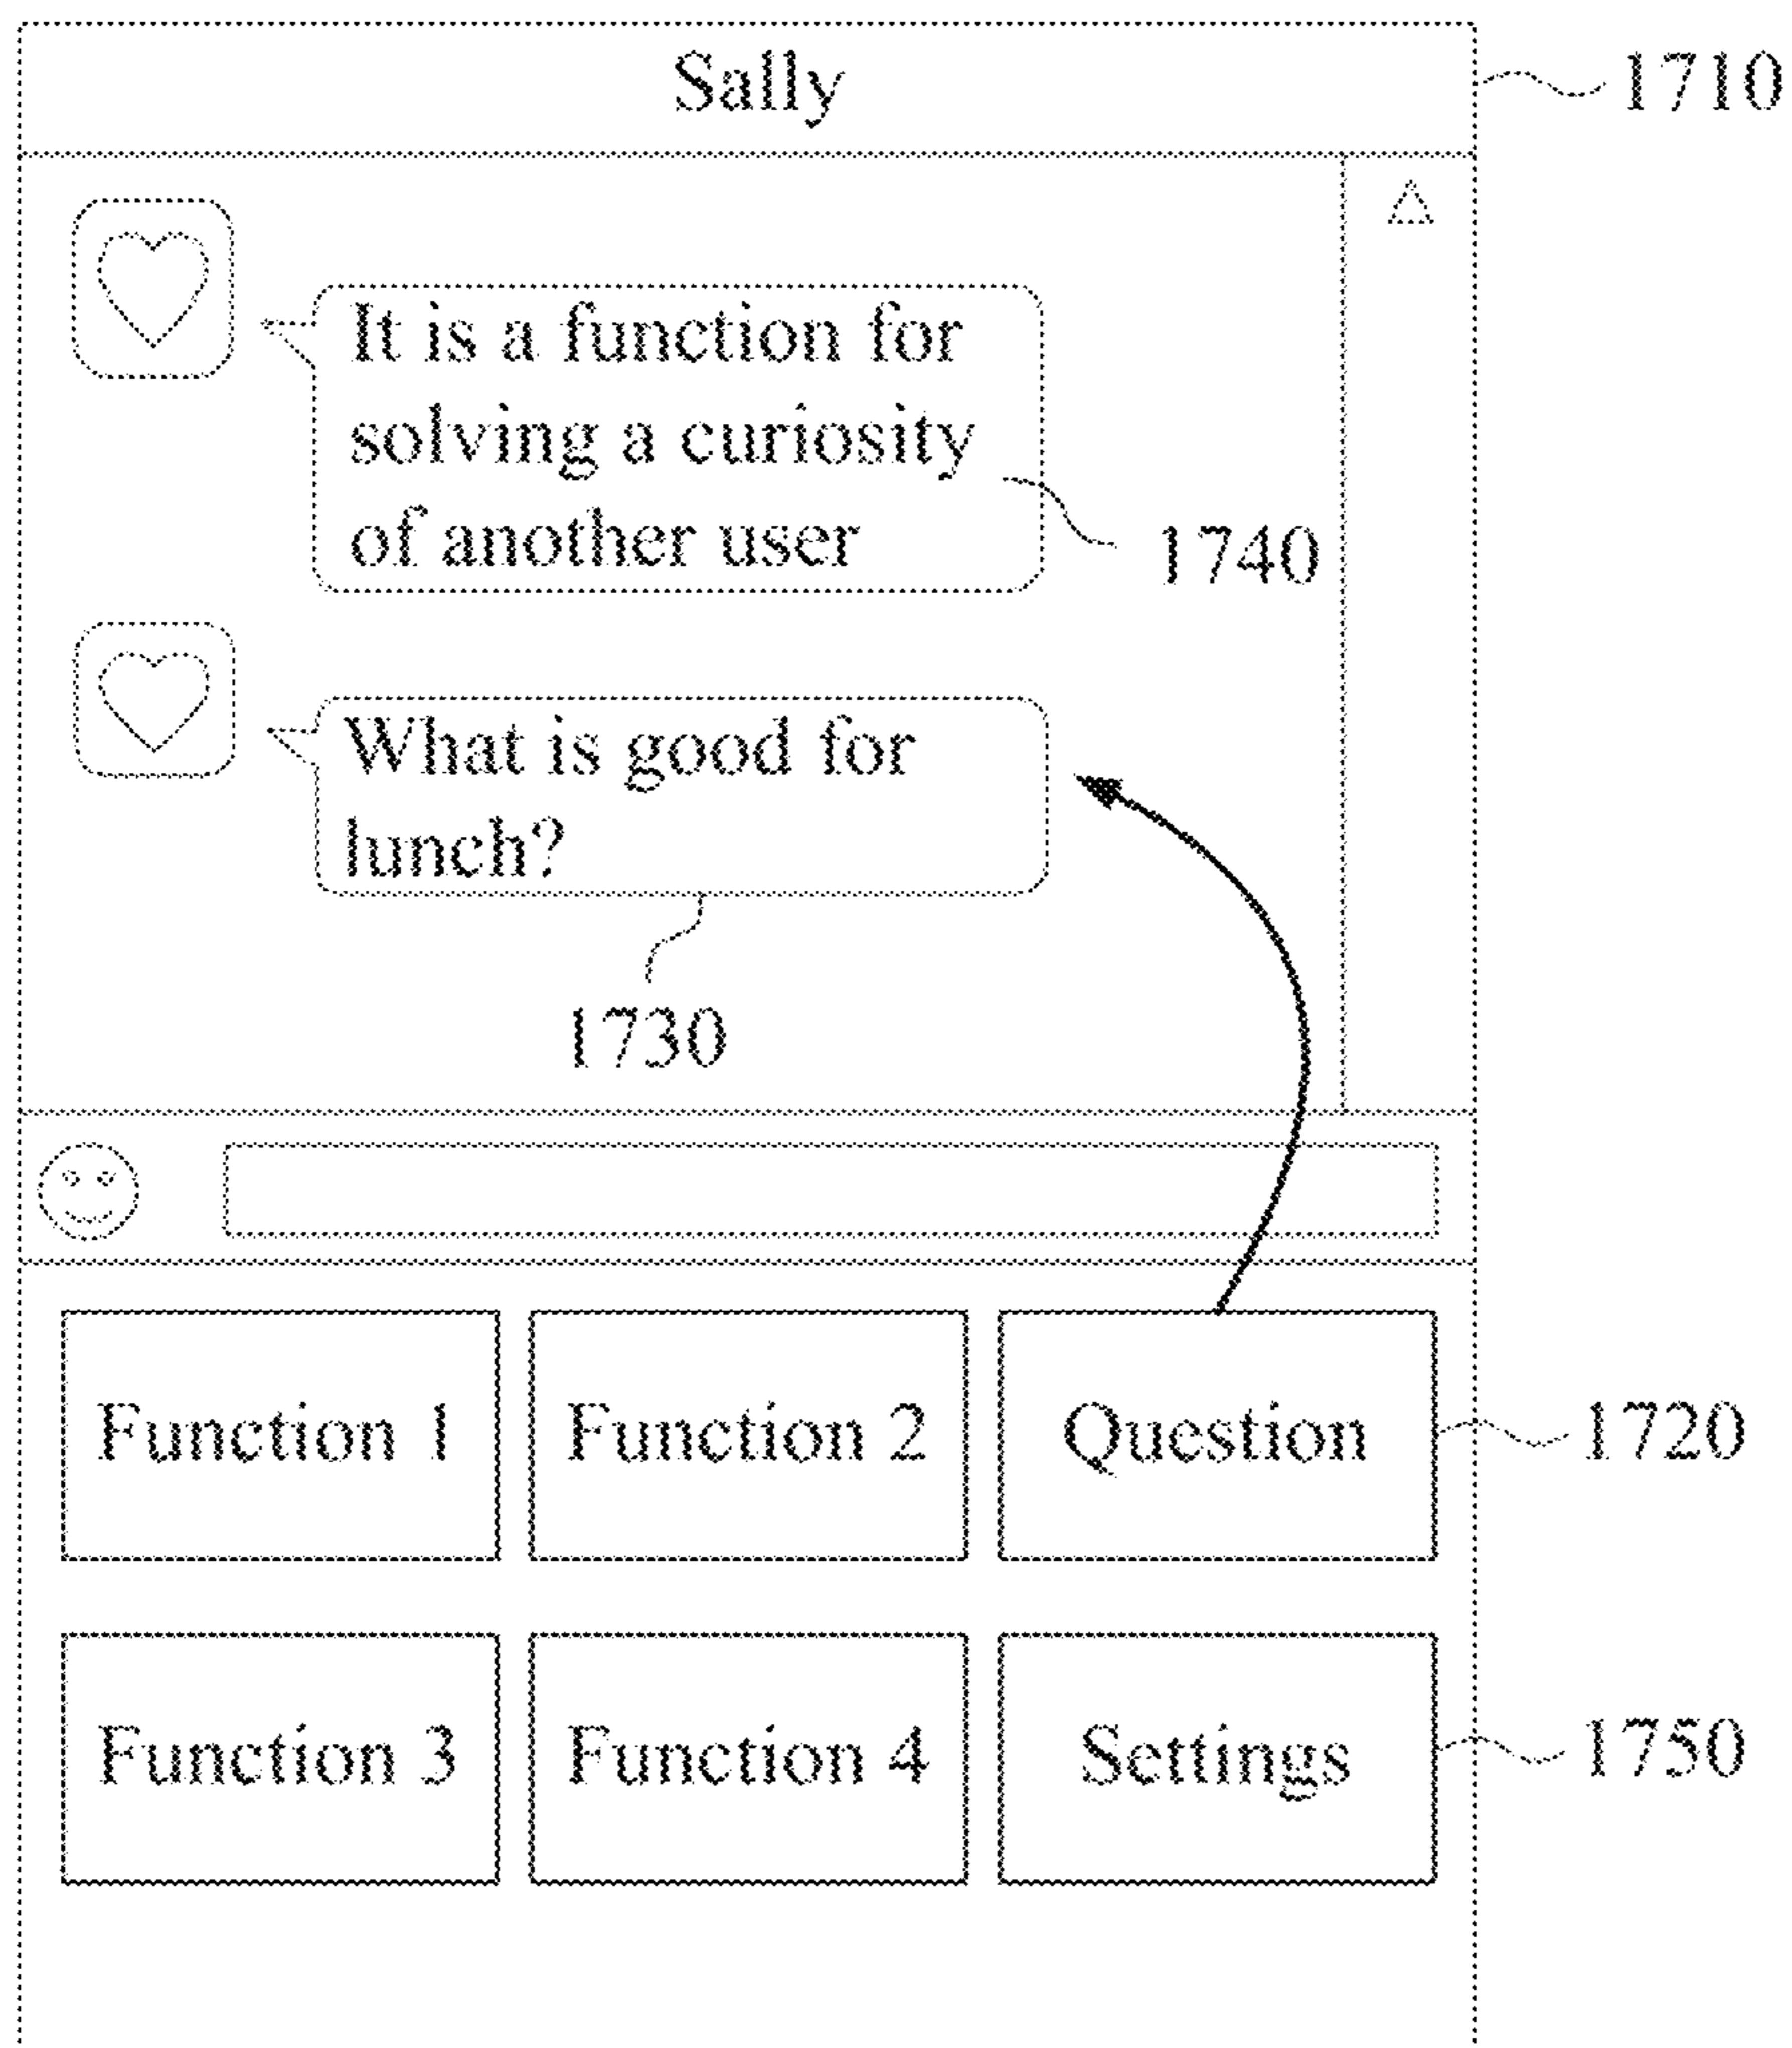 Sally
1710
It is a function for
solving a curiosity
of another user
1740
What is good for
lunch?
1730
Function 1
Function 2
Question
1720
Function 3
Function 4
Settings
1750